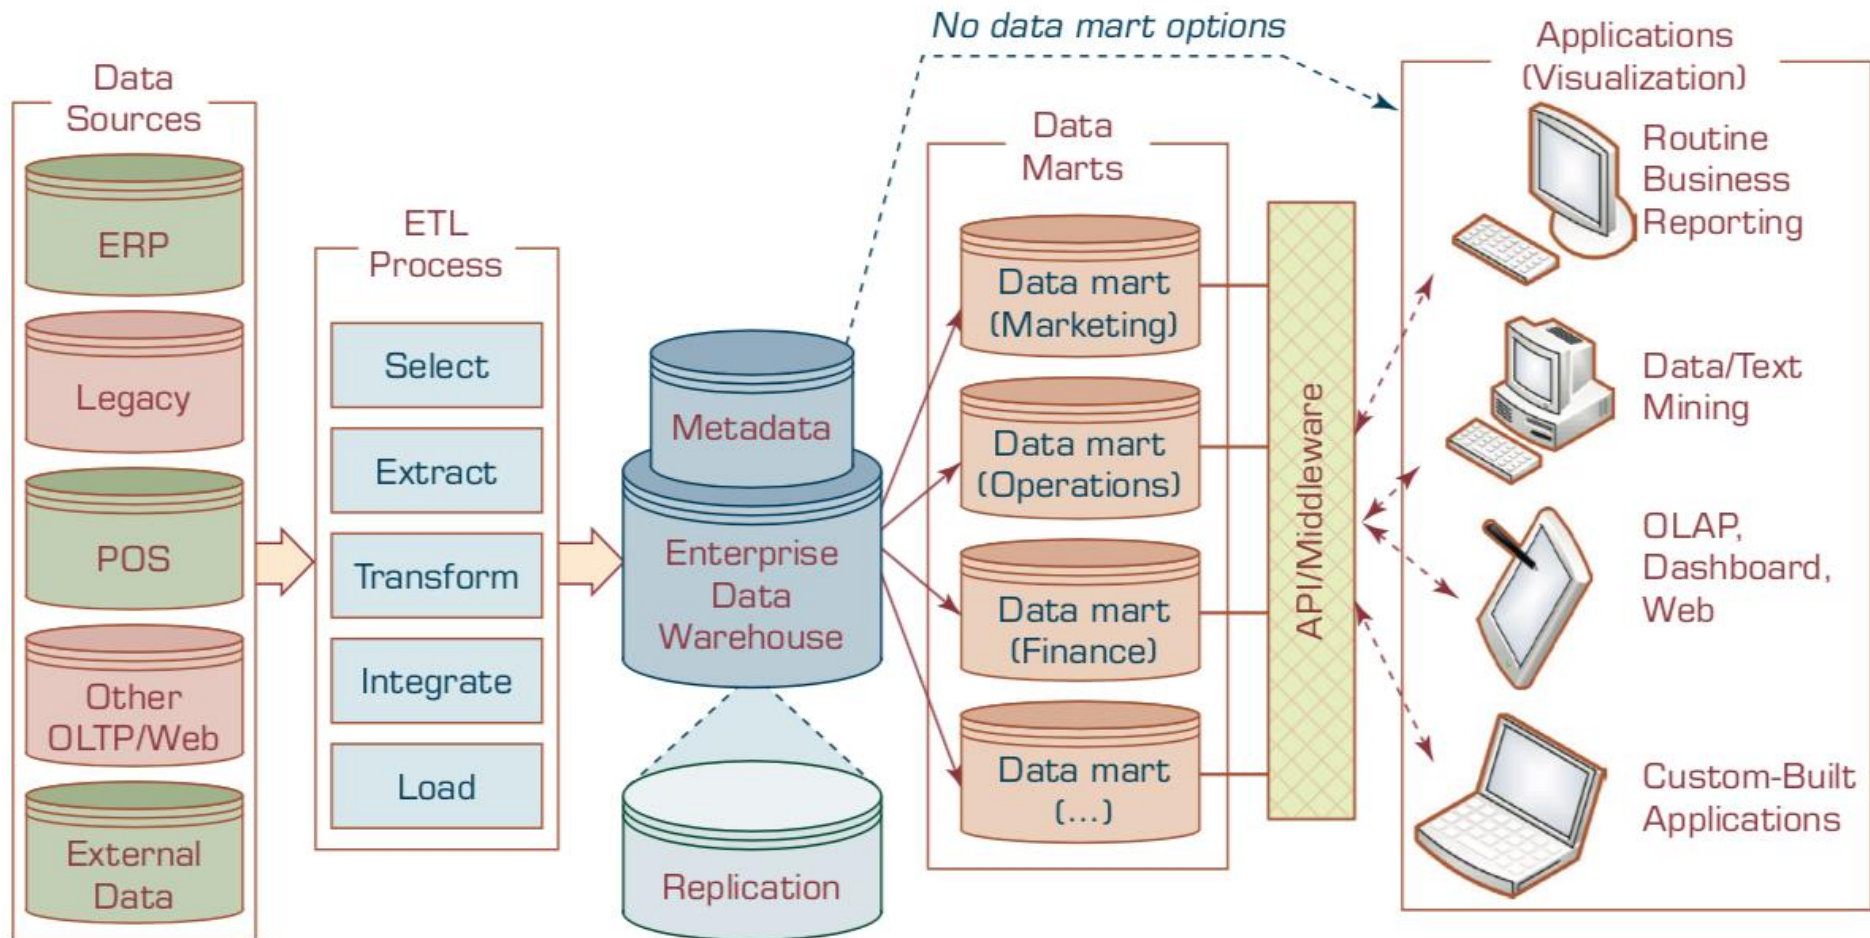 No data mart options
Data
Sources
ERP
Legacy
POS
Other
OLTP/Web
External
Data
ETL
Process
Select
Extract
Transform
Integrate
Load
Metadata
Enterprise
Data
Warehouse
Replication
Data
Marts
Data mart
(Marketing)
Data mart
(Operations)
Data mart
(Finance)
Data mart
(...)
API/Middleware
Applications
(Visualization)
Routine
Business
Reporting
Data/Text
Mining
OLAP,
Dashboard,
Web
Custom-Built
Applications